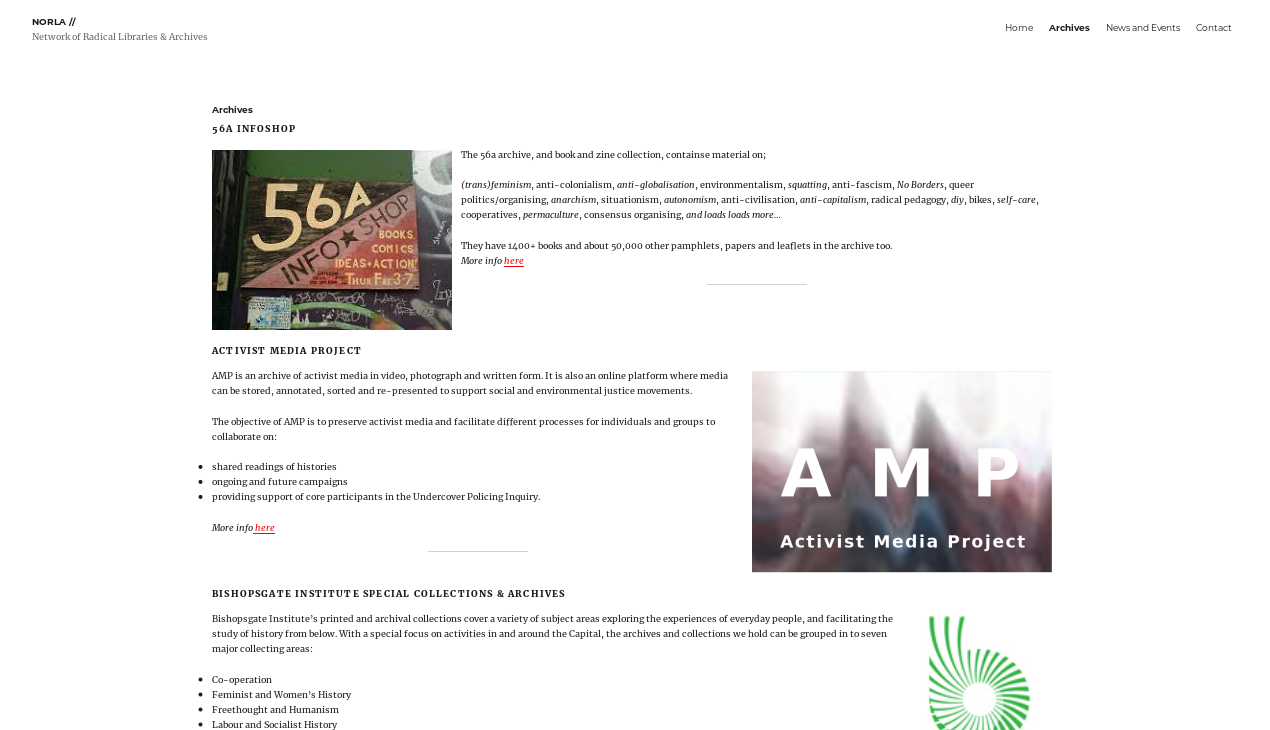 NORLA //
Network of Radical Libraries & Archives
Home Archives News and Events Contact
Archives
56A INFOSHOP
56A
INFO★SHOP
BOOKS
COMICS
IDEAS+ACTION
THUR FRI 3-7
The 56a archive, and book and zine collection, containse material on;
(trans)feminism, anti-colonialism, anti-globalisation, environmentalism, squatting, anti-fascism, No Borders, queer
politics/organising, anarchism, situationism, autonomism, anti-civilisation, anti-capitalism, radical pedagogy, diy, bikes, self-care,
cooperatives, permaculture, consensus organising, and loads loads more…
They have 1400+ books and about 50,000 other pamphlets, papers and leaflets in the archive too.
More info here
ACTIVIST MEDIA PROJECT
AMP is an archive of activist media in video, photograph and written form. It is also an online platform where media
can be stored, annotated, sorted and re-presented to support social and environmental justice movements.
The objective of AMP is to preserve activist media and facilitate different processes for individuals and groups to
collaborate on:
• shared readings of histories
• ongoing and future campaigns
• providing support of core participants in the Undercover Policing Inquiry.
More info here
A M P
Activist Media Project
BISHOPSGATE INSTITUTE SPECIAL COLLECTIONS & ARCHIVES
Bishopsgate Institute's printed and archival collections cover a variety of subject areas exploring the experiences of everyday people, and facilitating the
study of history from below. With a special focus on activities in and around the Capital, the archives and collections we hold can be grouped in to seven
major collecting areas:
• Co-operation
• Feminist and Women's History
• Freethought and Humanism
• Labour and Socialist History